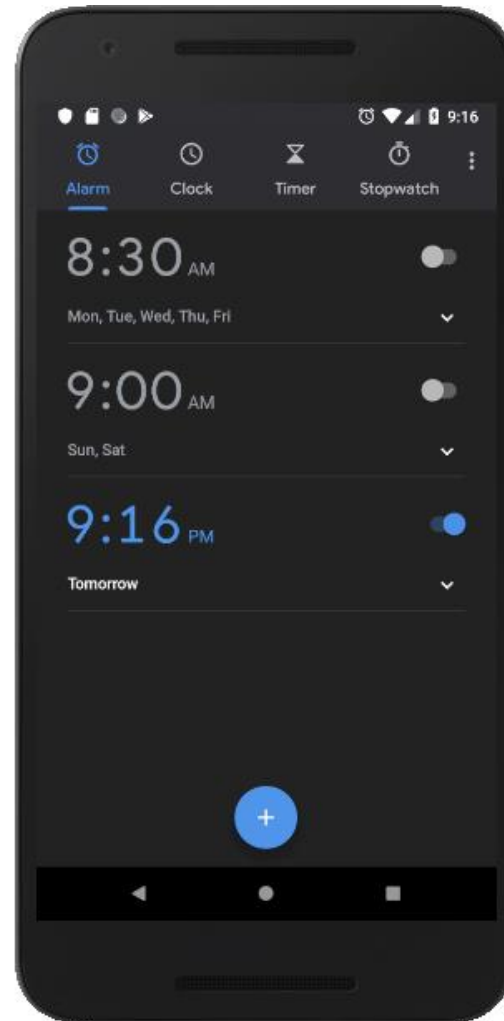 9:16
Alarm Clock Timer Stopwatch
8:30 AM
Mon, Tue, Wed, Thu, Fri
9:00 AM
Sun, Sat
9:16 PM
Tomorrow
+